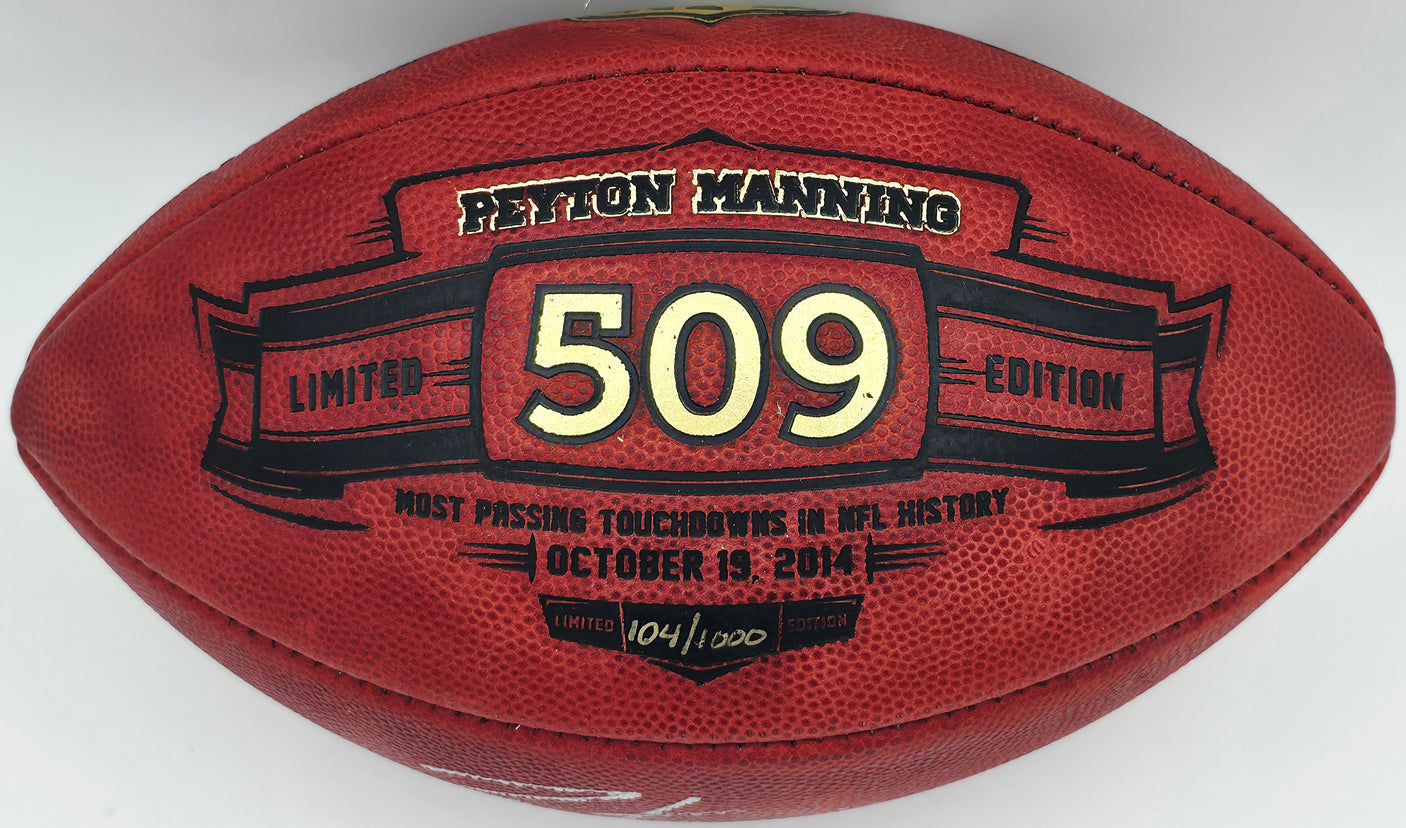 PEYTON MANNING
LIMITED 509 EDITION
MOST PASSING TOUCHDOWNS IN NFL HISTORY
OCTOBER 19, 2014
LIMITED 104/1000 EDITION